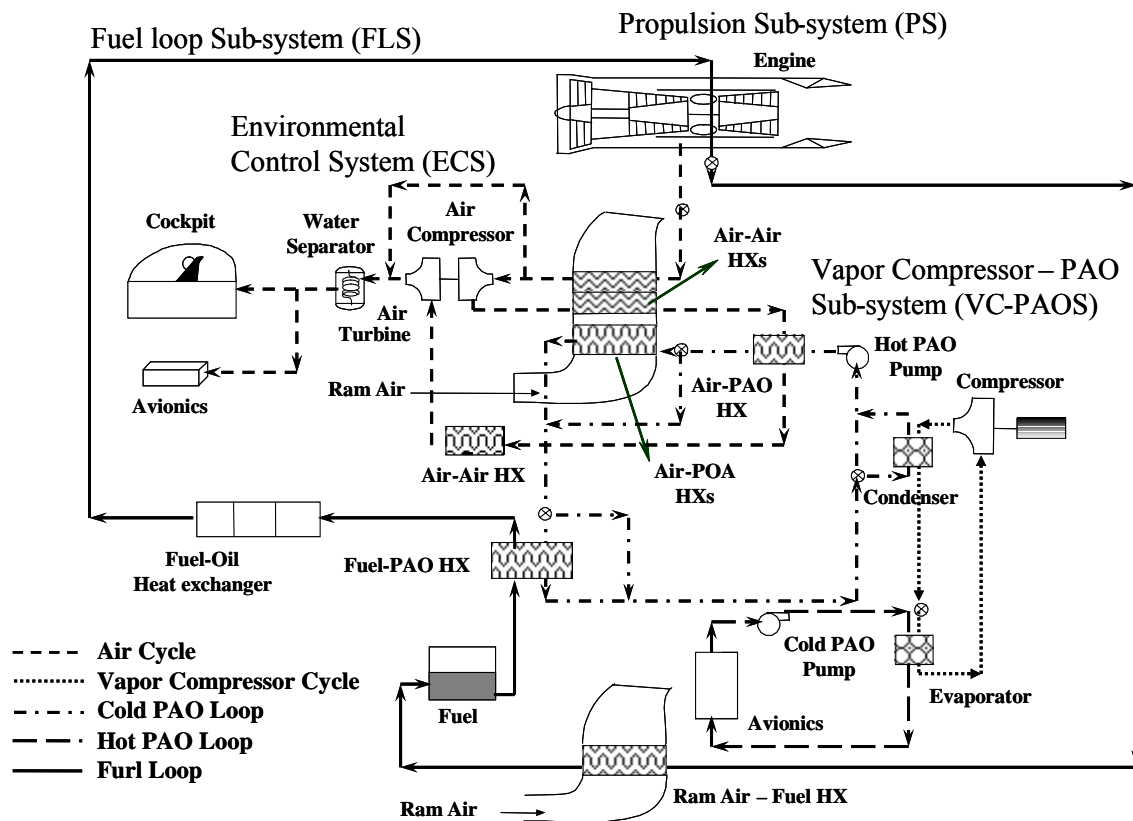 Propulsion Sub-system (PS)
Fuel loop Sub-system (FLS)
Engine
Environmental
Control System (ECS)
Cockpit
Water
Separator
Air
Compressor
Air-Air
HXs
Vapor Compressor – PAO
Sub-system (VC-PAOS)
Air
Turbine
Hot PAO
Pump
Compressor
Avionics
Ram Air
Air-PAO
HX
Air-Air HX
Air-POA
HXs
Condenser
Fuel-Oil
Heat exchanger
Fuel-PAO HX
Cold PAO
Pump
Evaporator
Fuel
Avionics
Air Cycle
Vapor Compressor Cycle
Cold PAO Loop
Hot PAO Loop
Furl Loop
Ram Air
Ram Air – Fuel HX